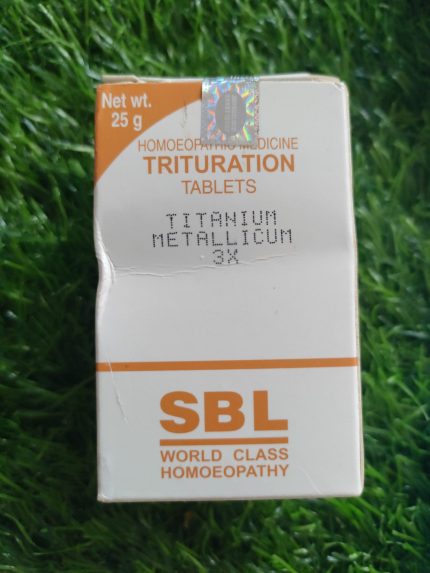 Net wt.
25 g
HOMOEOPATHIC MEDICINE
TRITURATION
TABLETS
TITANIUM
METALLICUM
3X
SBL
WORLD CLASS
HOMOEOPATHY